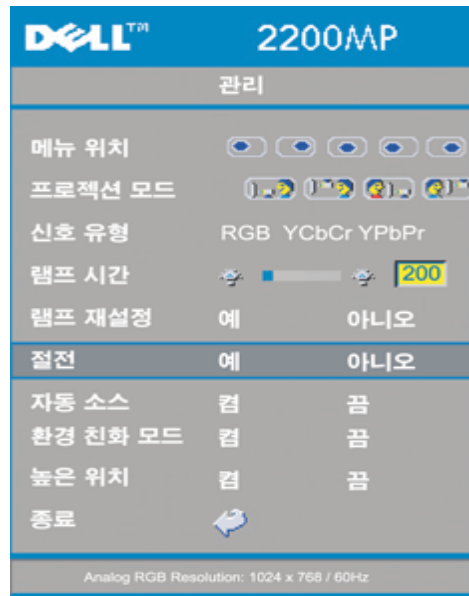 DELL™ 2200MP
관리
메뉴 위치
프로젝션 모드
신호 유형 RGB YCbCr YPbPr
램프 시간 200
램프 재설정 예 아니오
절전 예 아니오
자동 소스 켬 끔
환경 친화 모드 켬 끔
높은 위치 켬 끔
종료
Analog RGB Resolution: 1024 x 768 / 60Hz